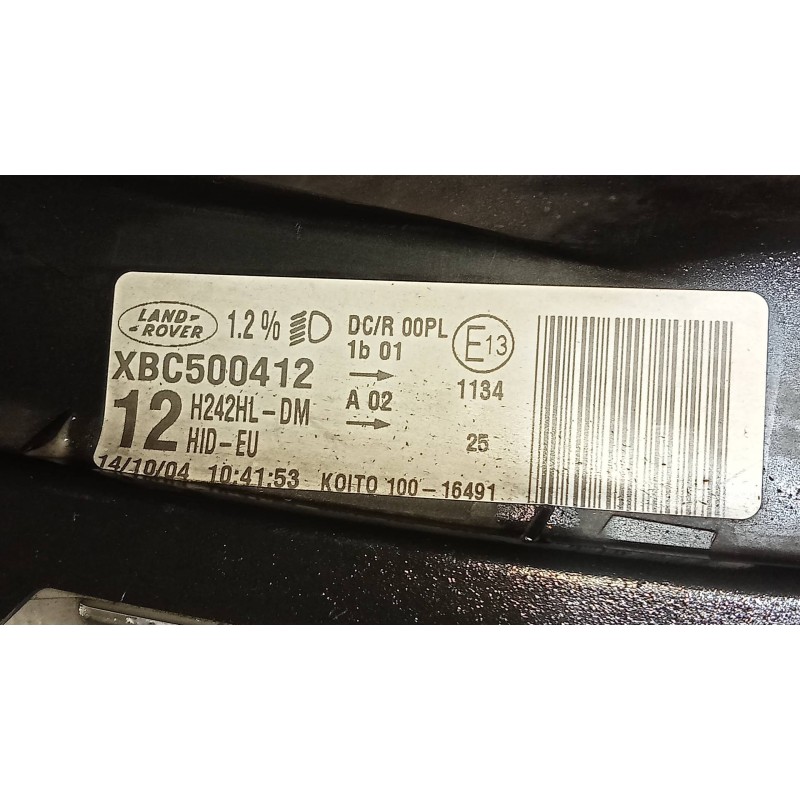 LAND ROVER 1.2% DC/R 00PL E13
XBC500412 1b 01 1134
12 H242HL-DM A 02
HID-EU 25
14/10/04 10:41:53 KOITO 100-16491